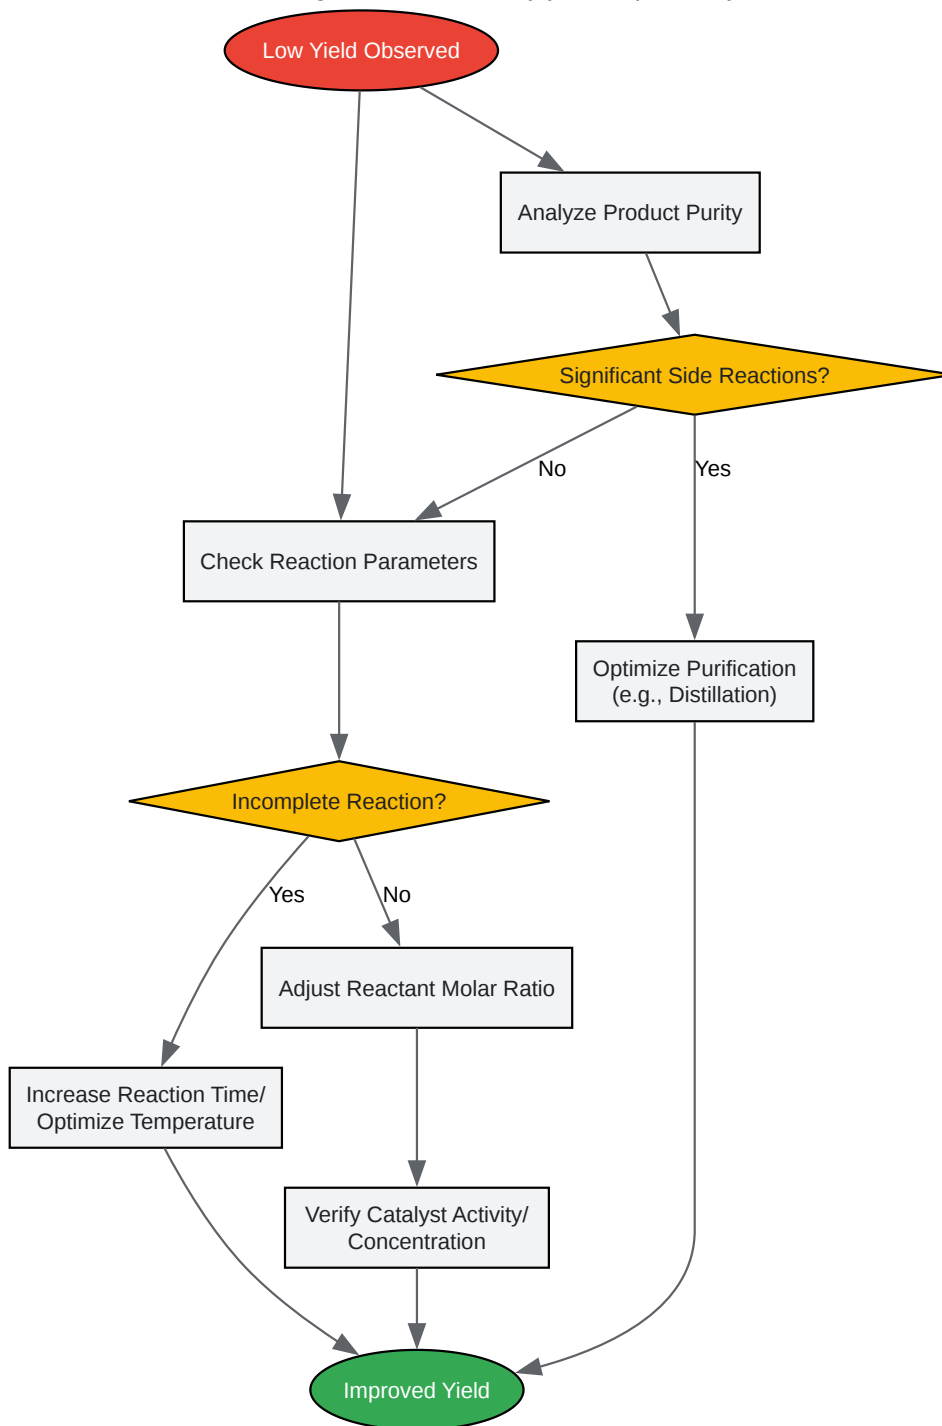 Low Yield Observed
Analyze Product Purity
Significant Side Reactions?
No
Yes
Check Reaction Parameters
Optimize Purification
(e.g., Distillation)
Incomplete Reaction?
Yes
No
Adjust Reactant Molar Ratio
Increase Reaction Time/
Optimize Temperature
Verify Catalyst Activity/
Concentration
Improved Yield